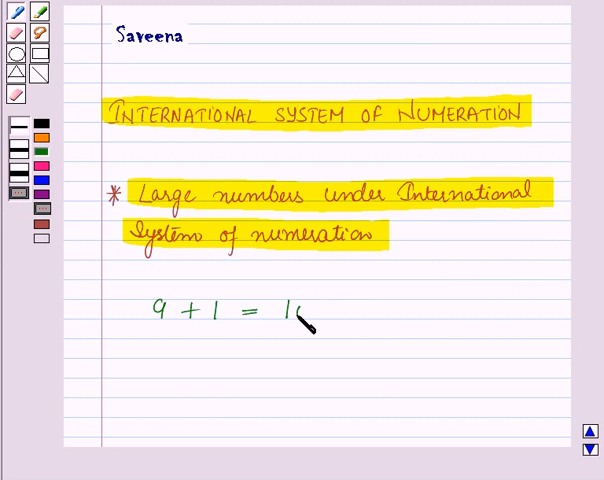 Saveena
INTERNATIONAL SYSTEM OF NUMERATION
* Large numbers under International
System of numeration
9 + 1 = 1